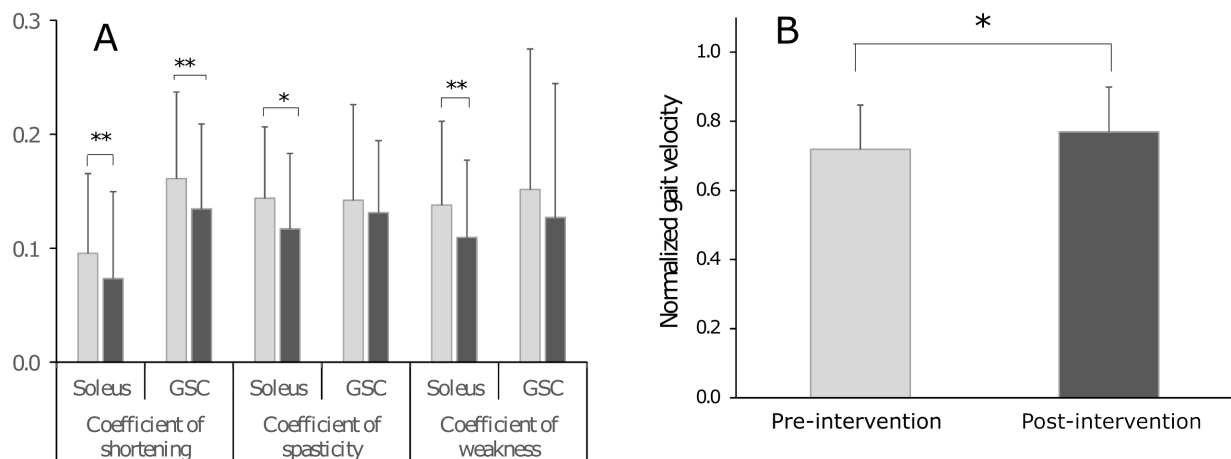 A
0.3
0.2
0.1
0.0
**
**
*
**
Soleus GSC Soleus GSC Soleus GSC
Coefficient of shortening
Coefficient of spasticity
Coefficient of weakness
B
*
Normalized gait velocity
1.0
0.8
0.6
0.4
0.2
0.0
Pre-intervention Post-intervention